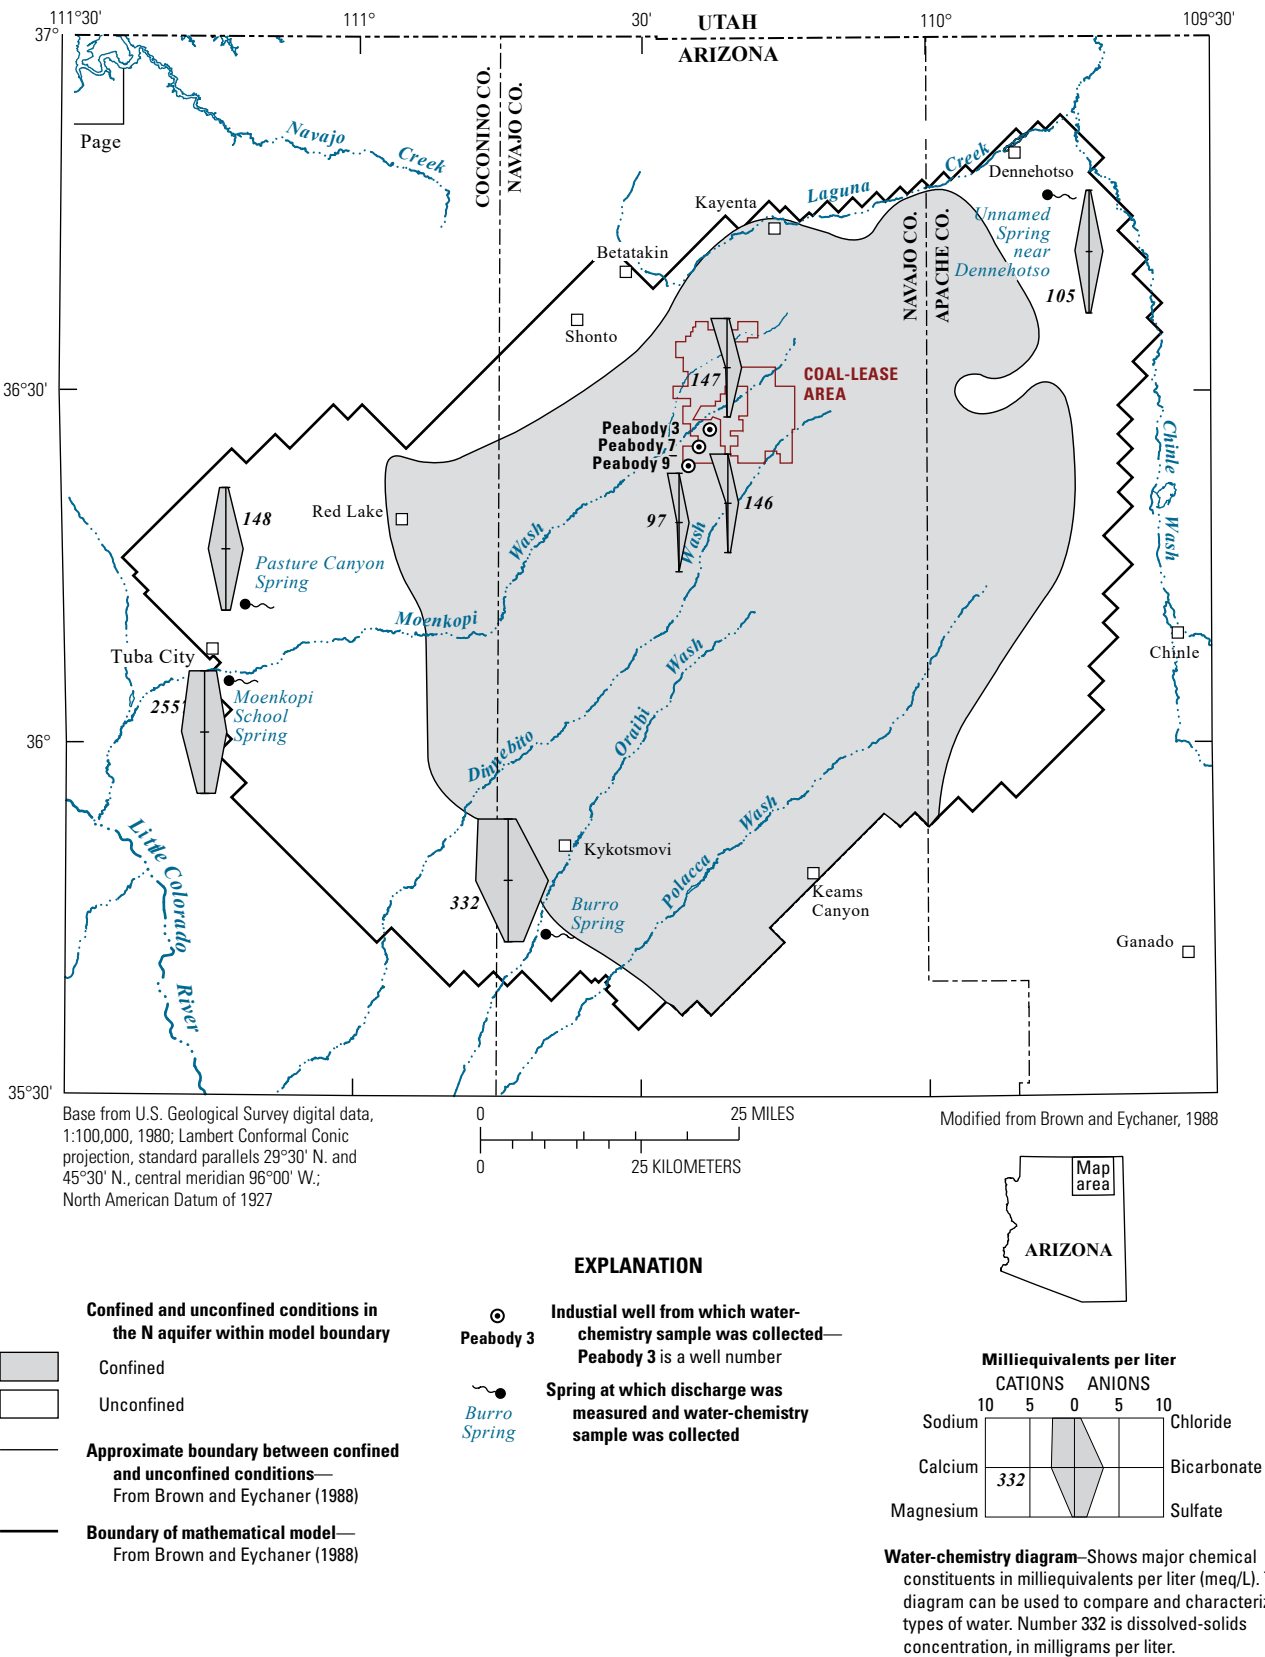 111°30'
111°
30'
UTAH
110°
109°30'
37°
ARIZONA
COCONINO CO.
NAVAJO CO.
Page
Navajo
Creek
Creek
Dennehotso
Laguna
Kayenta
Unnamed
Spring
near
Dennehotso
NAVAJO CO.
APACHE CO.
Betatakin
105
Shonto
147
COAL-LEASE
AREA
36°30'
Peabody 3
Peabody 7
Peabody 9
Chinle
Wash
Red Lake
148
97
146
Wash
Wash
Pasture Canyon
Spring
Moenkopi
Tuba City
Wash
Chinle
255
Moenkopi
School
Spring
Oraibi
36°
Dinnebito
Wash
Little Colorado
River
Kykotsmovi
Polacca
Keams
Canyon
332
Burro
Spring
Ganado
35°30'
Base from U.S. Geological Survey digital data,
1:100,000, 1980; Lambert Conformal Conic
projection, standard parallels 29°30' N. and
45°30' N., central meridian 96°00' W.;
North American Datum of 1927
0
25 MILES
0
25 KILOMETERS
Modified from Brown and Eychaner, 1988
Map
area
ARIZONA
EXPLANATION
Confined and unconfined conditions in
the N aquifer within model boundary
Confined
Unconfined
Approximate boundary between confined
and unconfined conditions—
From Brown and Eychaner (1988)
Boundary of mathematical model—
From Brown and Eychaner (1988)
Peabody 3
Industial well from which water-
chemistry sample was collected—
Peabody 3 is a well number
Burro
Spring
Spring at which discharge was
measured and water-chemistry
sample was collected
Milliequivalents per liter
CATIONS ANIONS
10 5 0 5 10
Sodium Chloride
Calcium Bicarbonate
332
Magnesium Sulfate
Water-chemistry diagram–Shows major chemical
constituents in milliequivalents per liter (meq/L).
diagram can be used to compare and characteriz
types of water. Number 332 is dissolved-solids
concentration, in milligrams per liter.